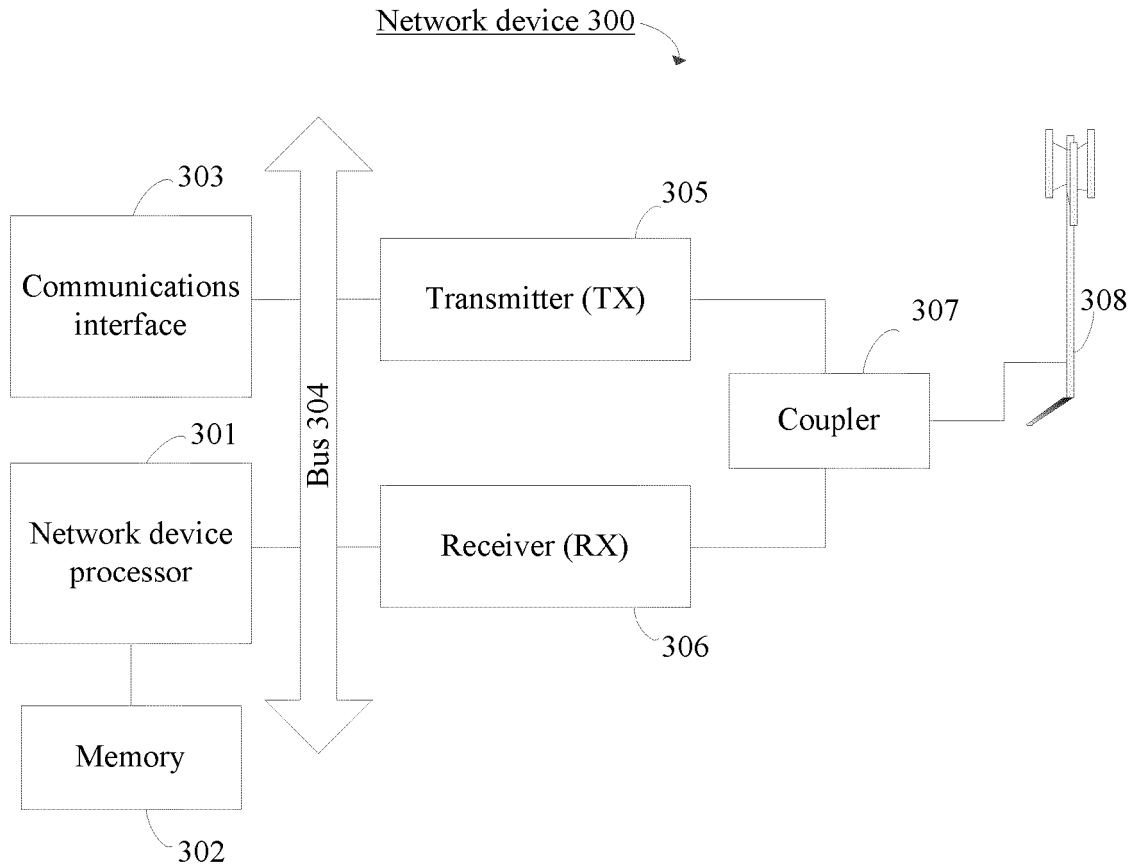 Network device 300
303
Communications
interface
305
Transmitter (TX)
307
308
Coupler
Bus 304
301
Network device
processor
Receiver (RX)
306
Memory
302